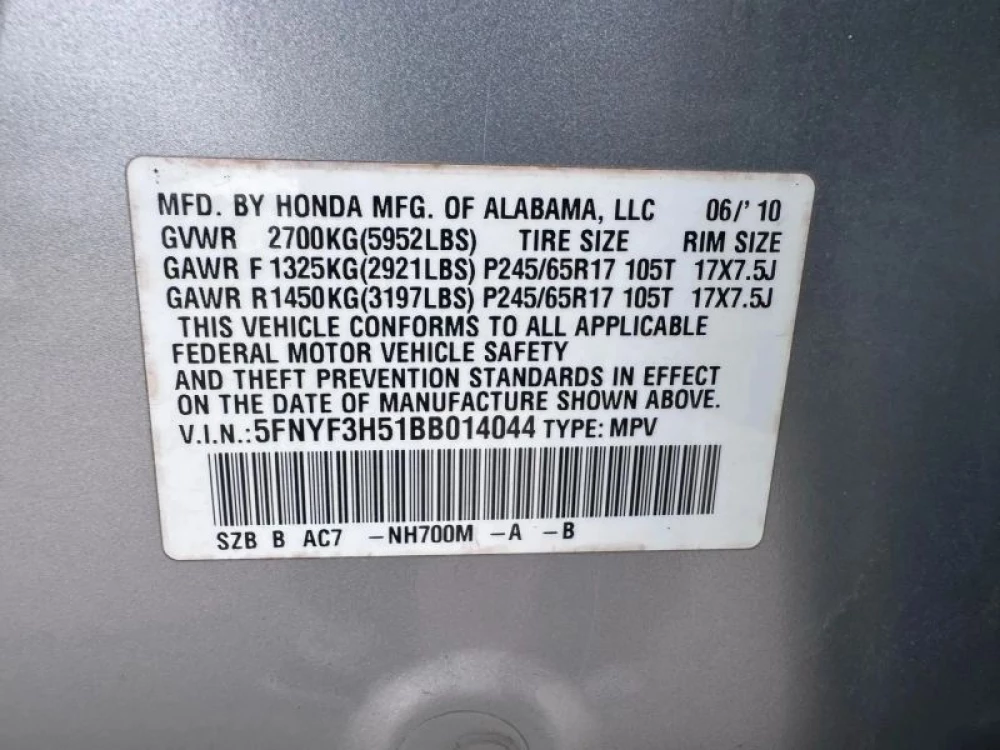 MFD. BY HONDA MFG. OF ALABAMA, LLC 06/'10
GVWR 2700KG(5952LBS) TIRE SIZE RIM SIZE
GAWR F 1325KG(2921LBS) P245/65R17 105T 17X7.5J
GAWR R1450KG(3197LBS) P245/65R17 105T 17X7.5J
THIS VEHICLE CONFORMS TO ALL APPLICABLE
FEDERAL MOTOR VEHICLE SAFETY
AND THEFT PREVENTION STANDARDS IN EFFECT
ON THE DATE OF MANUFACTURE SHOWN ABOVE.
V.I.N.:5FNYF3H51BB014044 TYPE: MPV
SZB B AC7 -NH700M -A -B